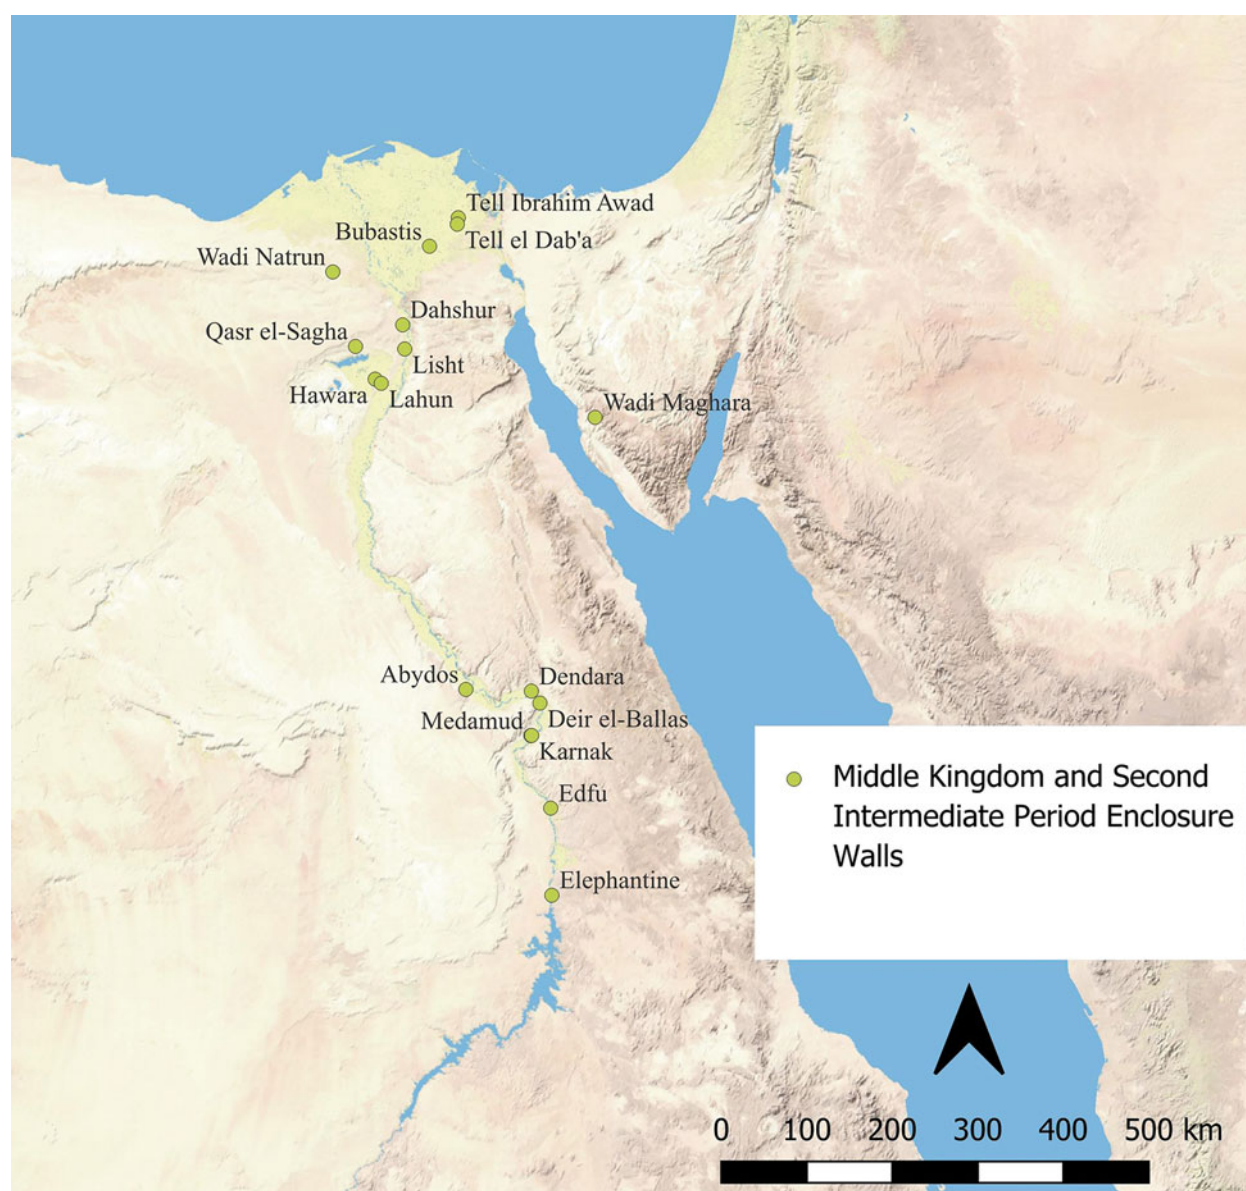 Tell Ibrahim Awad
Bubastis
Tell el Dab'a
Wadi Natrun
Dahshur
Qasr el-Sagha
Lisht
Hawara
Lahun
Wadi Maghara
Abydos
Dendara
Medamud
Deir el-Ballas
Karnak
Edfu
Elephantine
Middle Kingdom and Second
Intermediate Period Enclosure
Walls
0 100 200 300 400 500 km